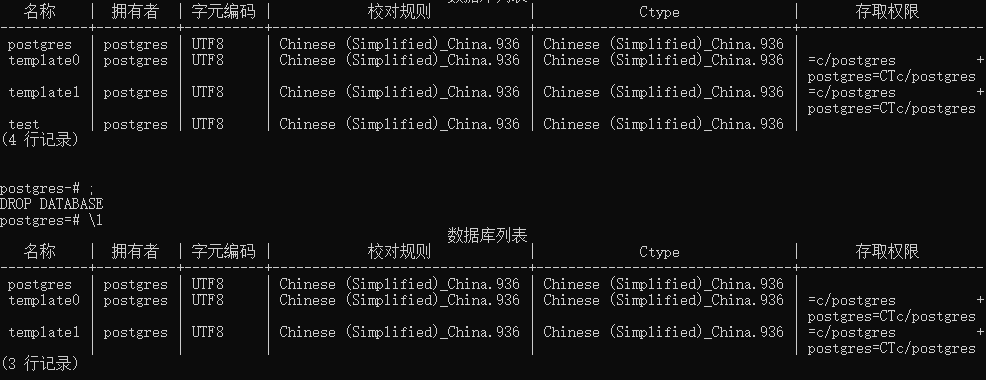 数据库列表
名称 | 拥有者 | 字元编码 | 校对规则 | Ctype | 存取权限
-----------+----------+----------+--------------------------------+--------------------------------+-----------------------
postgres | postgres | UTF8 | Chinese (Simplified)_China.936 | Chinese (Simplified)_China.936 |
template0 | postgres | UTF8 | Chinese (Simplified)_China.936 | Chinese (Simplified)_China.936 | =c/postgres +
| | | | | postgres=CTc/postgres
template1 | postgres | UTF8 | Chinese (Simplified)_China.936 | Chinese (Simplified)_China.936 | =c/postgres +
| | | | | postgres=CTc/postgres
test | postgres | UTF8 | Chinese (Simplified)_China.936 | Chinese (Simplified)_China.936 |
(4 行记录)
postgres-# ;
DROP DATABASE
postgres=# \l
数据库列表
名称 | 拥有者 | 字元编码 | 校对规则 | Ctype | 存取权限
-----------+----------+----------+--------------------------------+--------------------------------+-----------------------
postgres | postgres | UTF8 | Chinese (Simplified)_China.936 | Chinese (Simplified)_China.936 |
template0 | postgres | UTF8 | Chinese (Simplified)_China.936 | Chinese (Simplified)_China.936 | =c/postgres +
| | | | | postgres=CTc/postgres
template1 | postgres | UTF8 | Chinese (Simplified)_China.936 | Chinese (Simplified)_China.936 | =c/postgres +
| | | | | postgres=CTc/postgres
(3 行记录)